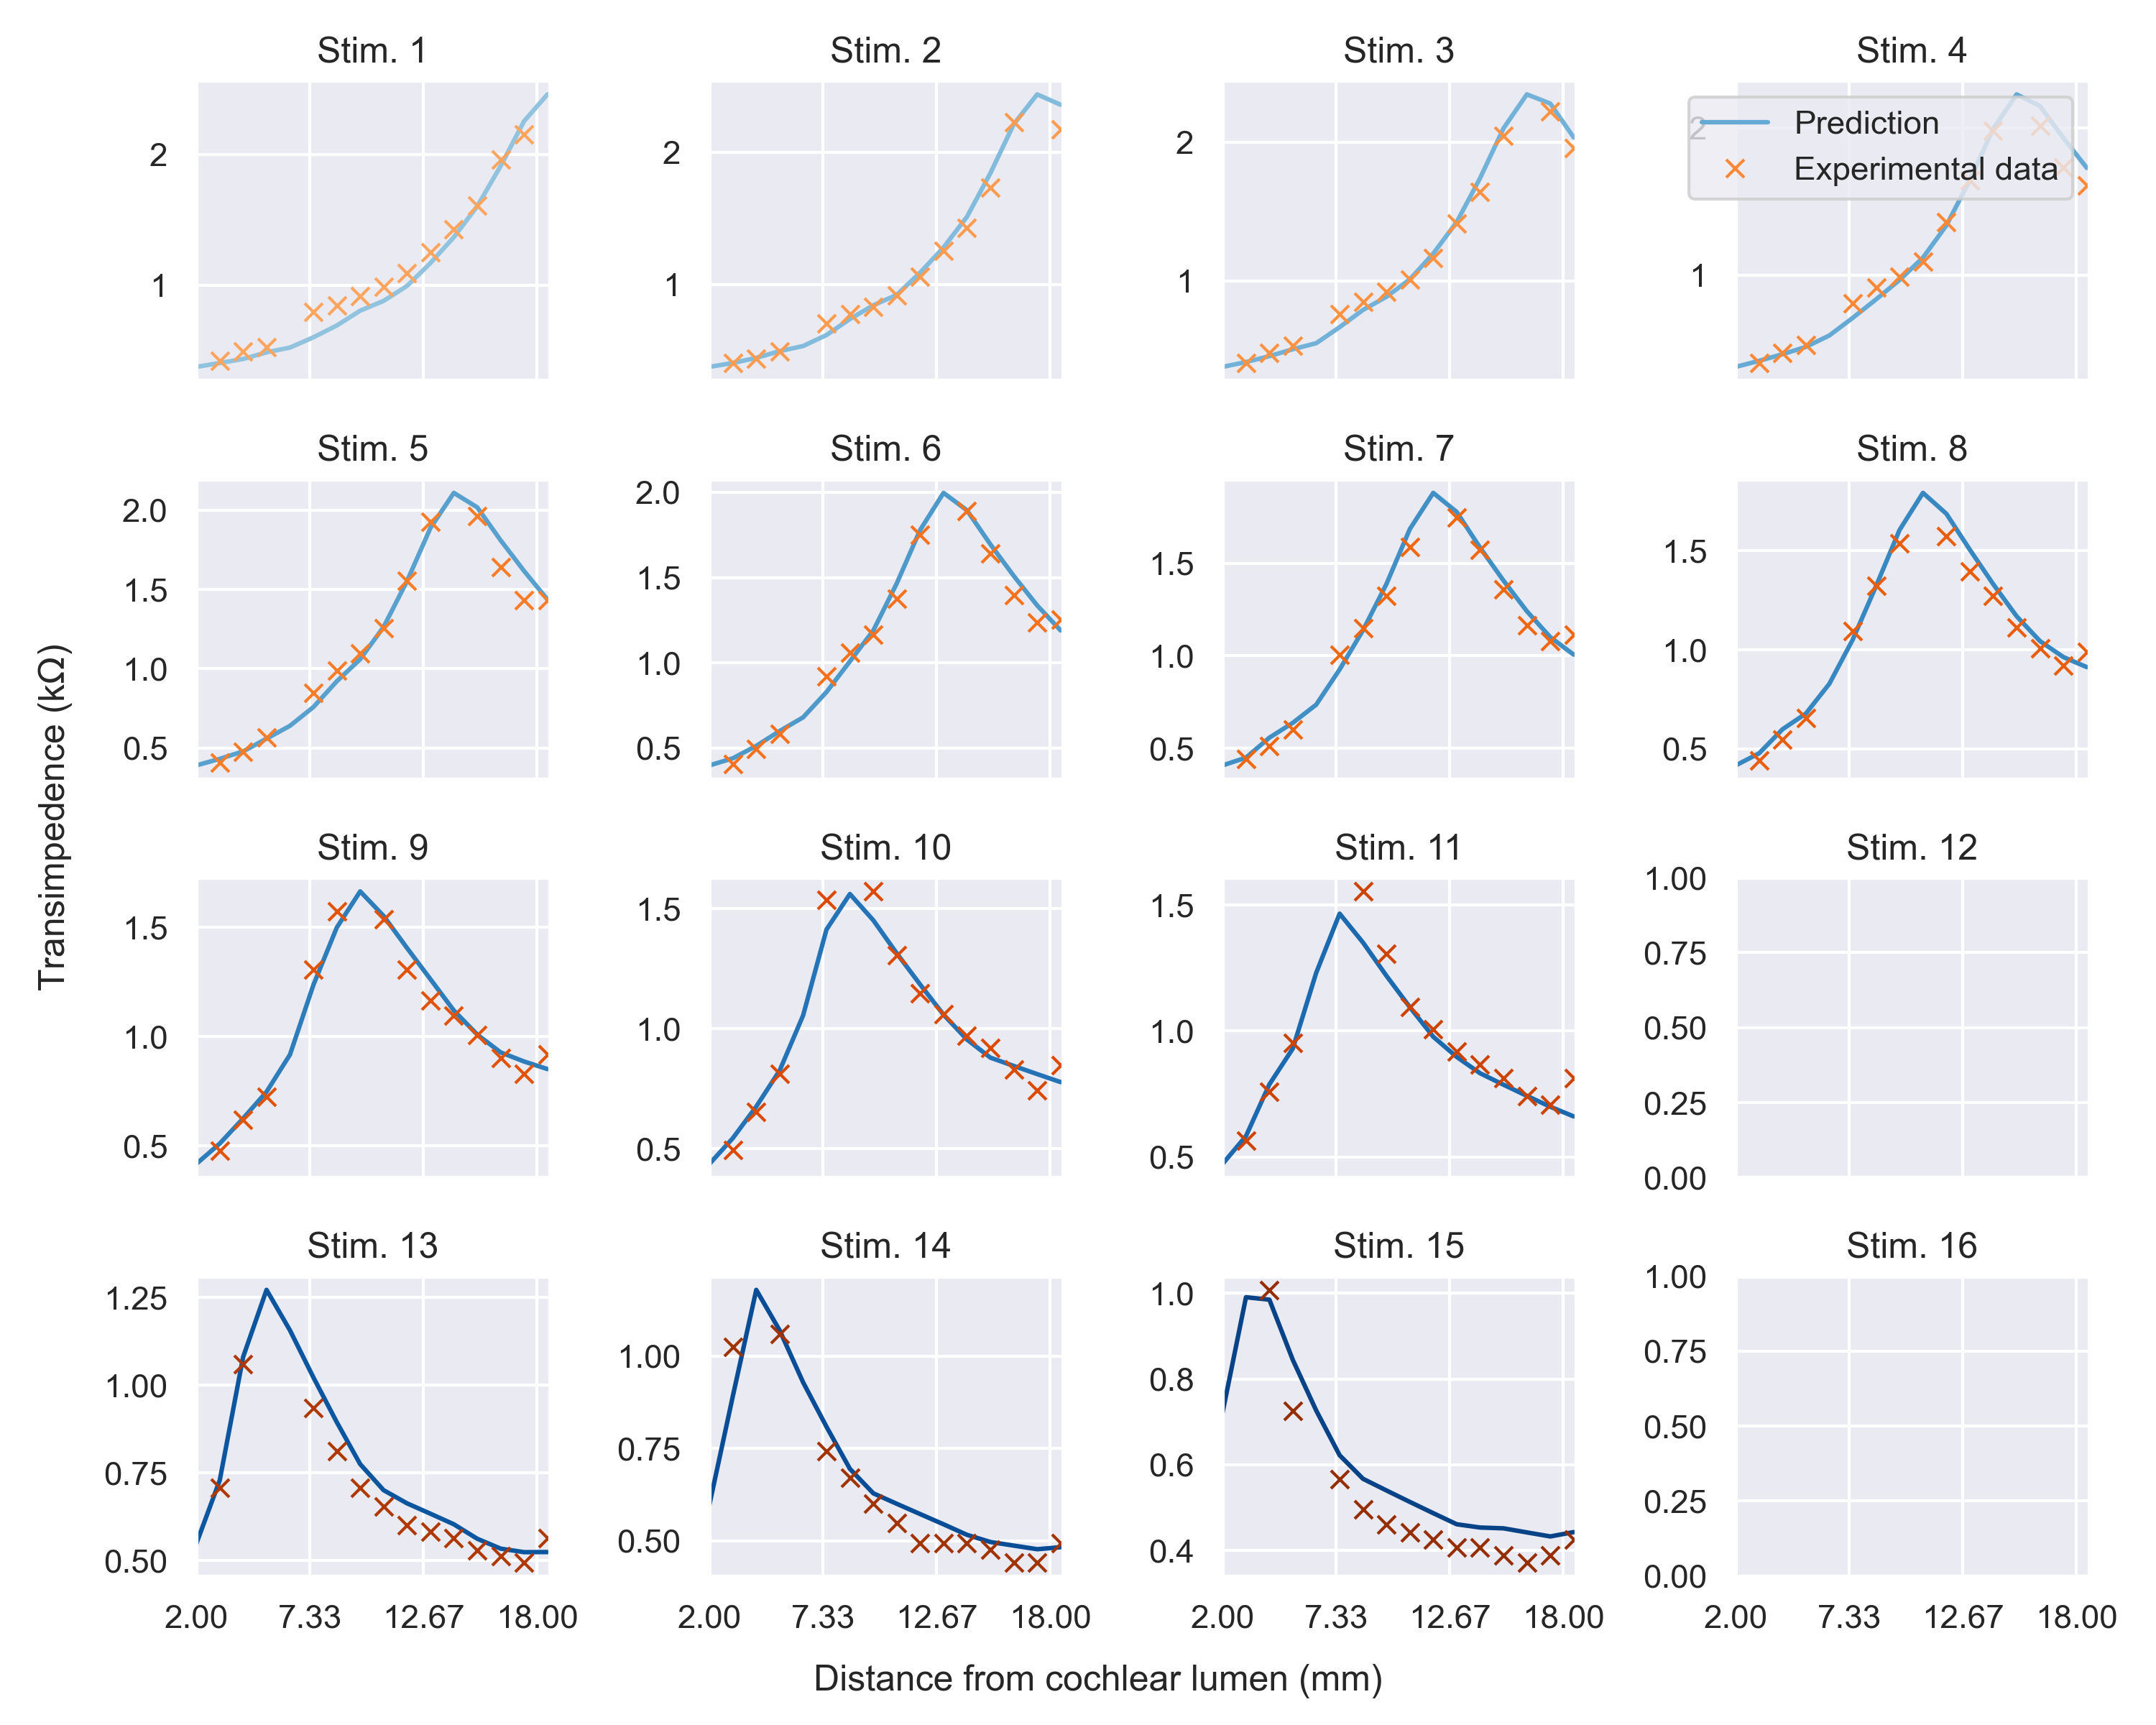 Stim. 1
Stim. 2
Stim. 3
Stim. 4
2
1
2
1
2
1
2
1
Prediction
Experimental data
Stim. 5
Stim. 6
Stim. 7
Stim. 8
2.0
1.5
1.0
0.5
2.0
1.5
1.0
0.5
1.5
1.0
0.5
1.5
1.0
0.5
Transimpedence (kΩ)
Stim. 9
Stim. 10
Stim. 11
Stim. 12
1.5
1.0
0.5
1.5
1.0
0.5
1.5
1.0
0.5
1.00
0.75
0.50
0.25
0.00
Stim. 13
Stim. 14
Stim. 15
Stim. 16
1.25
1.00
0.75
0.50
1.00
0.75
0.50
1.0
0.8
0.6
0.4
1.00
0.75
0.50
0.25
0.00
2.00 7.33 12.67 18.00
2.00 7.33 12.67 18.00
2.00 7.33 12.67 18.00
2.00 7.33 12.67 18.00
Distance from cochlear lumen (mm)